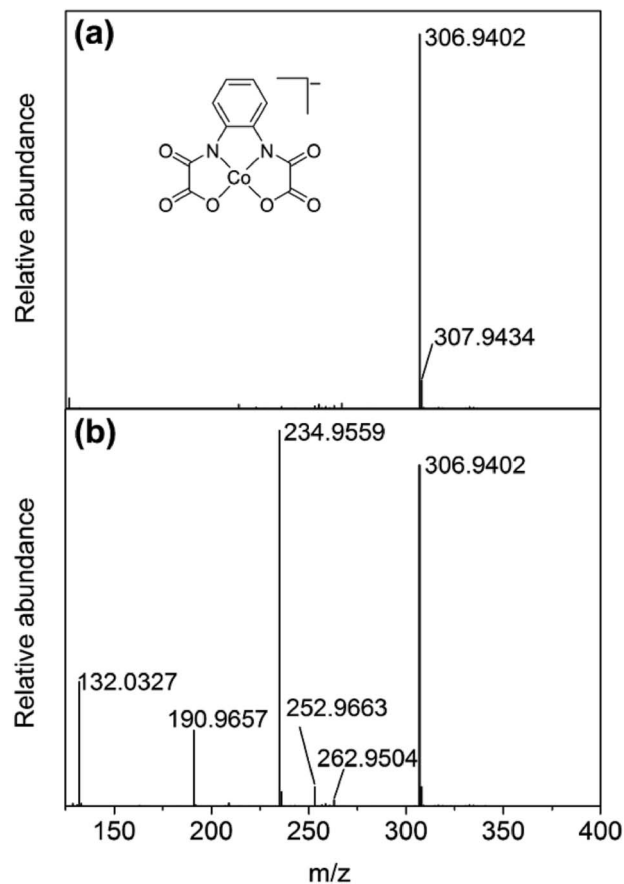 (a)
306.9402
N N
O Co O
O O O O
307.9434
Relative abundance
(b)
234.9559
306.9402
132.0327
190.9657
252.9663
262.9504
Relative abundance
150 200 250 300 350 400
m/z